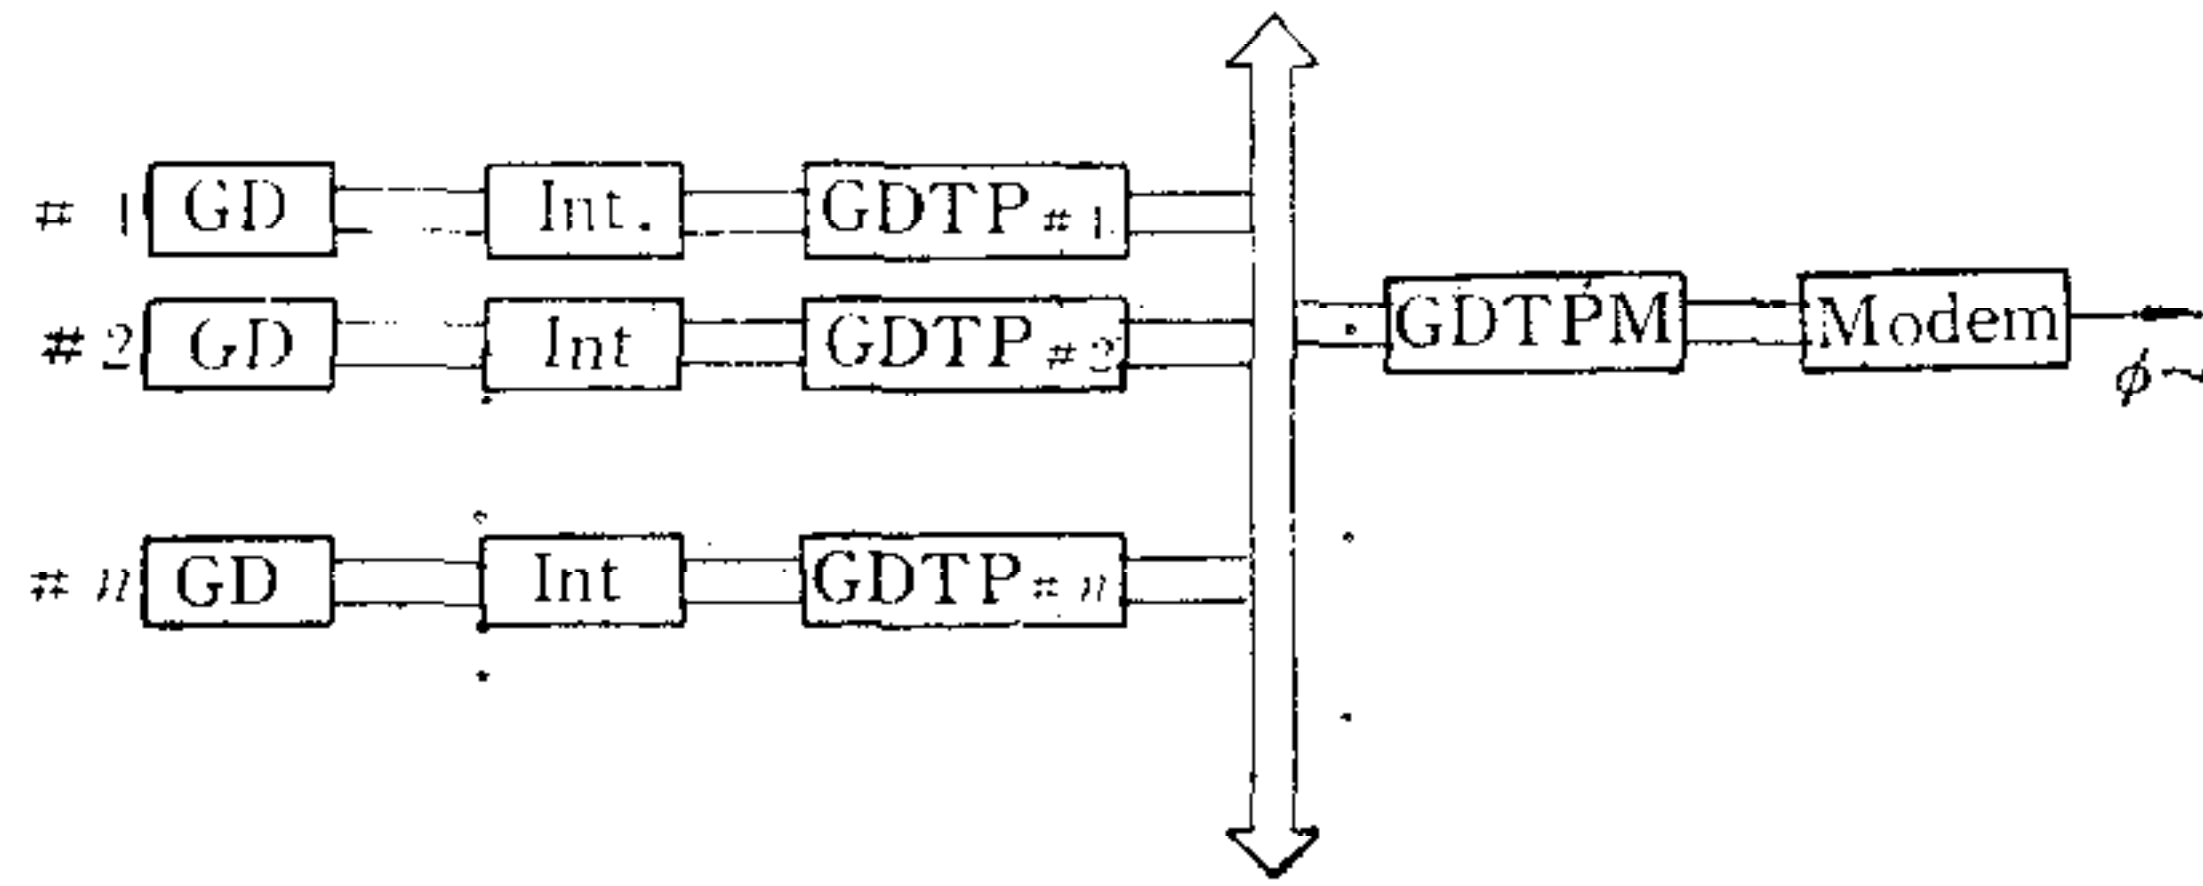 # 1 GD Int. GDTP # 1
# 2 GD Int GDTP # 2 GDTPM Modem
ϕ ~
# n GD Int GDTP # n